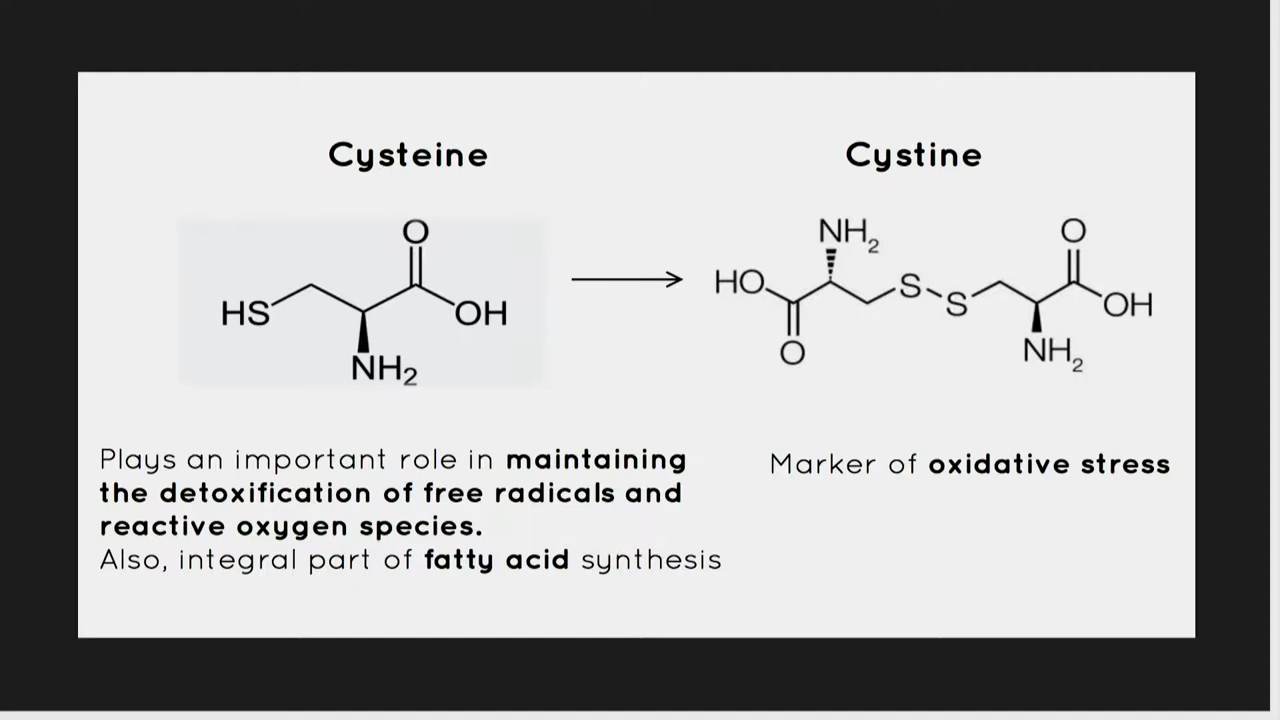 Cysteine
Cystine
O
HS
OH
NH2
NH2
HO
O
S
S
O
OH
NH2
Plays an important role in maintaining
the detoxification of free radicals and
reactive oxygen species.
Also, integral part of fatty acid synthesis
Marker of oxidative stress